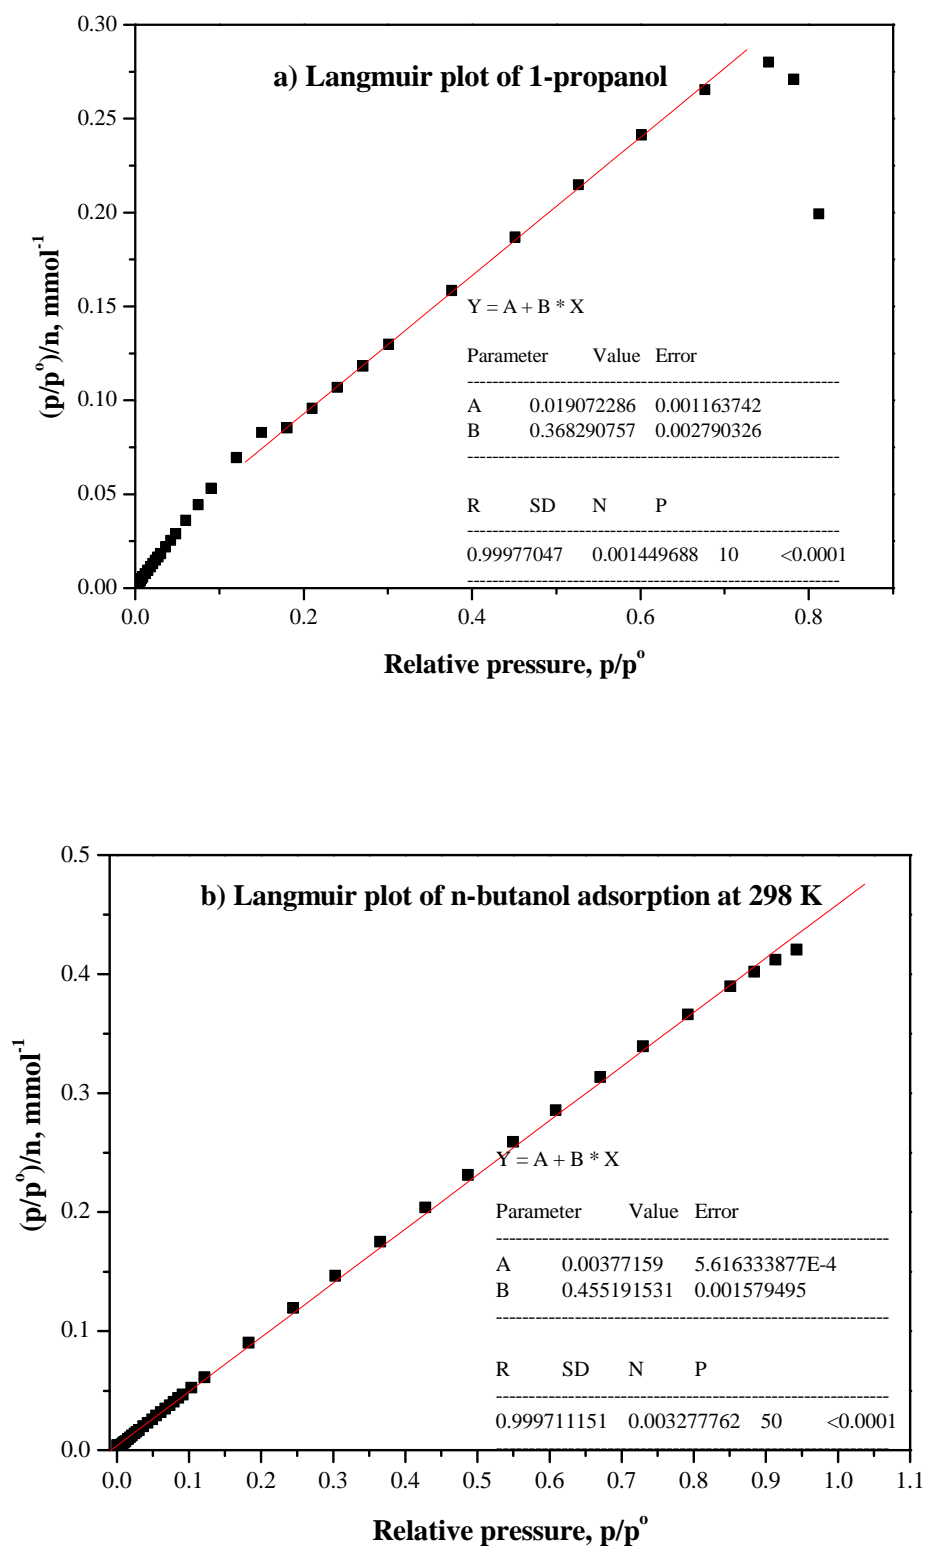 a) Langmuir plot of 1-propanol
0.30
0.25
0.20
0.15
0.10
0.05
0.00
(p/pº)/n, mmol⁻¹
Y = A + B * X
Parameter Value Error
------------------------------------------------------------
A 0.019072286 0.001163742
B 0.368290757 0.002790326
------------------------------------------------------------
R SD N P
------------------------------------------------------------
0.99977047 0.001449688 10 <0.0001
------------------------------------------------------------
0.0 0.2 0.4 0.6 0.8
Relative pressure, p/pº
b) Langmuir plot of n-butanol adsorption at 298 K
0.5
0.4
0.3
0.2
0.1
0.0
(p/pº)/n, mmol⁻¹
Y = A + B * X
Parameter Value Error
------------------------------------------------------------
A 0.00377159 5.616333877E-4
B 0.455191531 0.001579495
------------------------------------------------------------
R SD N P
------------------------------------------------------------
0.999711151 0.003277762 50 <0.0001
------------------------------------------------------------
0.0 0.1 0.2 0.3 0.4 0.5 0.6 0.7 0.8 0.9 1.0 1.1
Relative pressure, p/pº